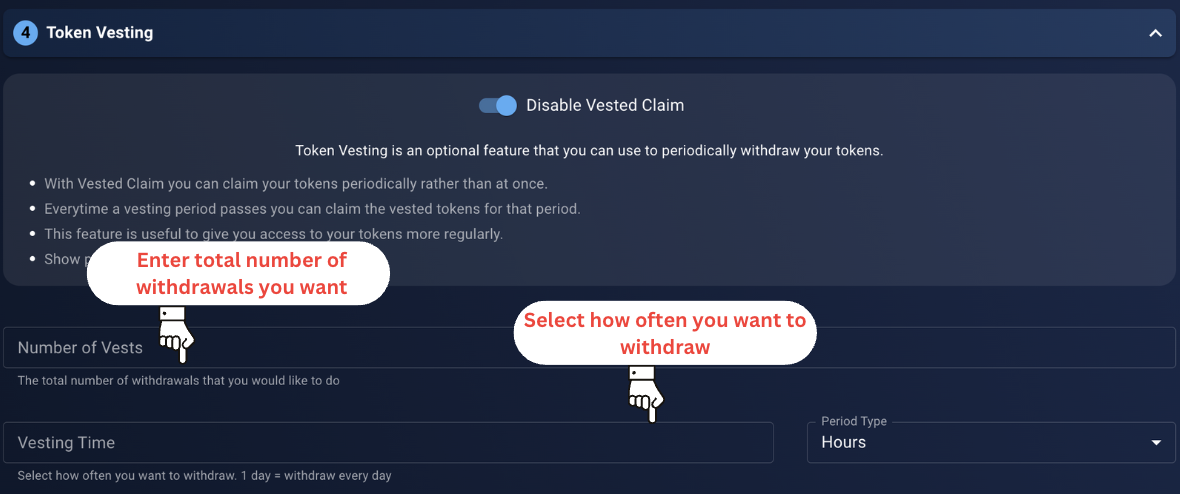 4 Token Vesting
Disable Vested Claim
Token Vesting is an optional feature that you can use to periodically withdraw your tokens.
With Vested Claim you can claim your tokens periodically rather than at once.
Everytime a vesting period passes you can claim the vested tokens for that period.
This feature is useful to give you access to your tokens more regularly.
Show
Enter total number of
withdrawals you want
Select how often you want to
withdraw
Number of Vests
The total number of withdrawals that you would like to do
Period Type
Vesting Time
Hours
Select how often you want to withdraw. 1 day = withdraw every day